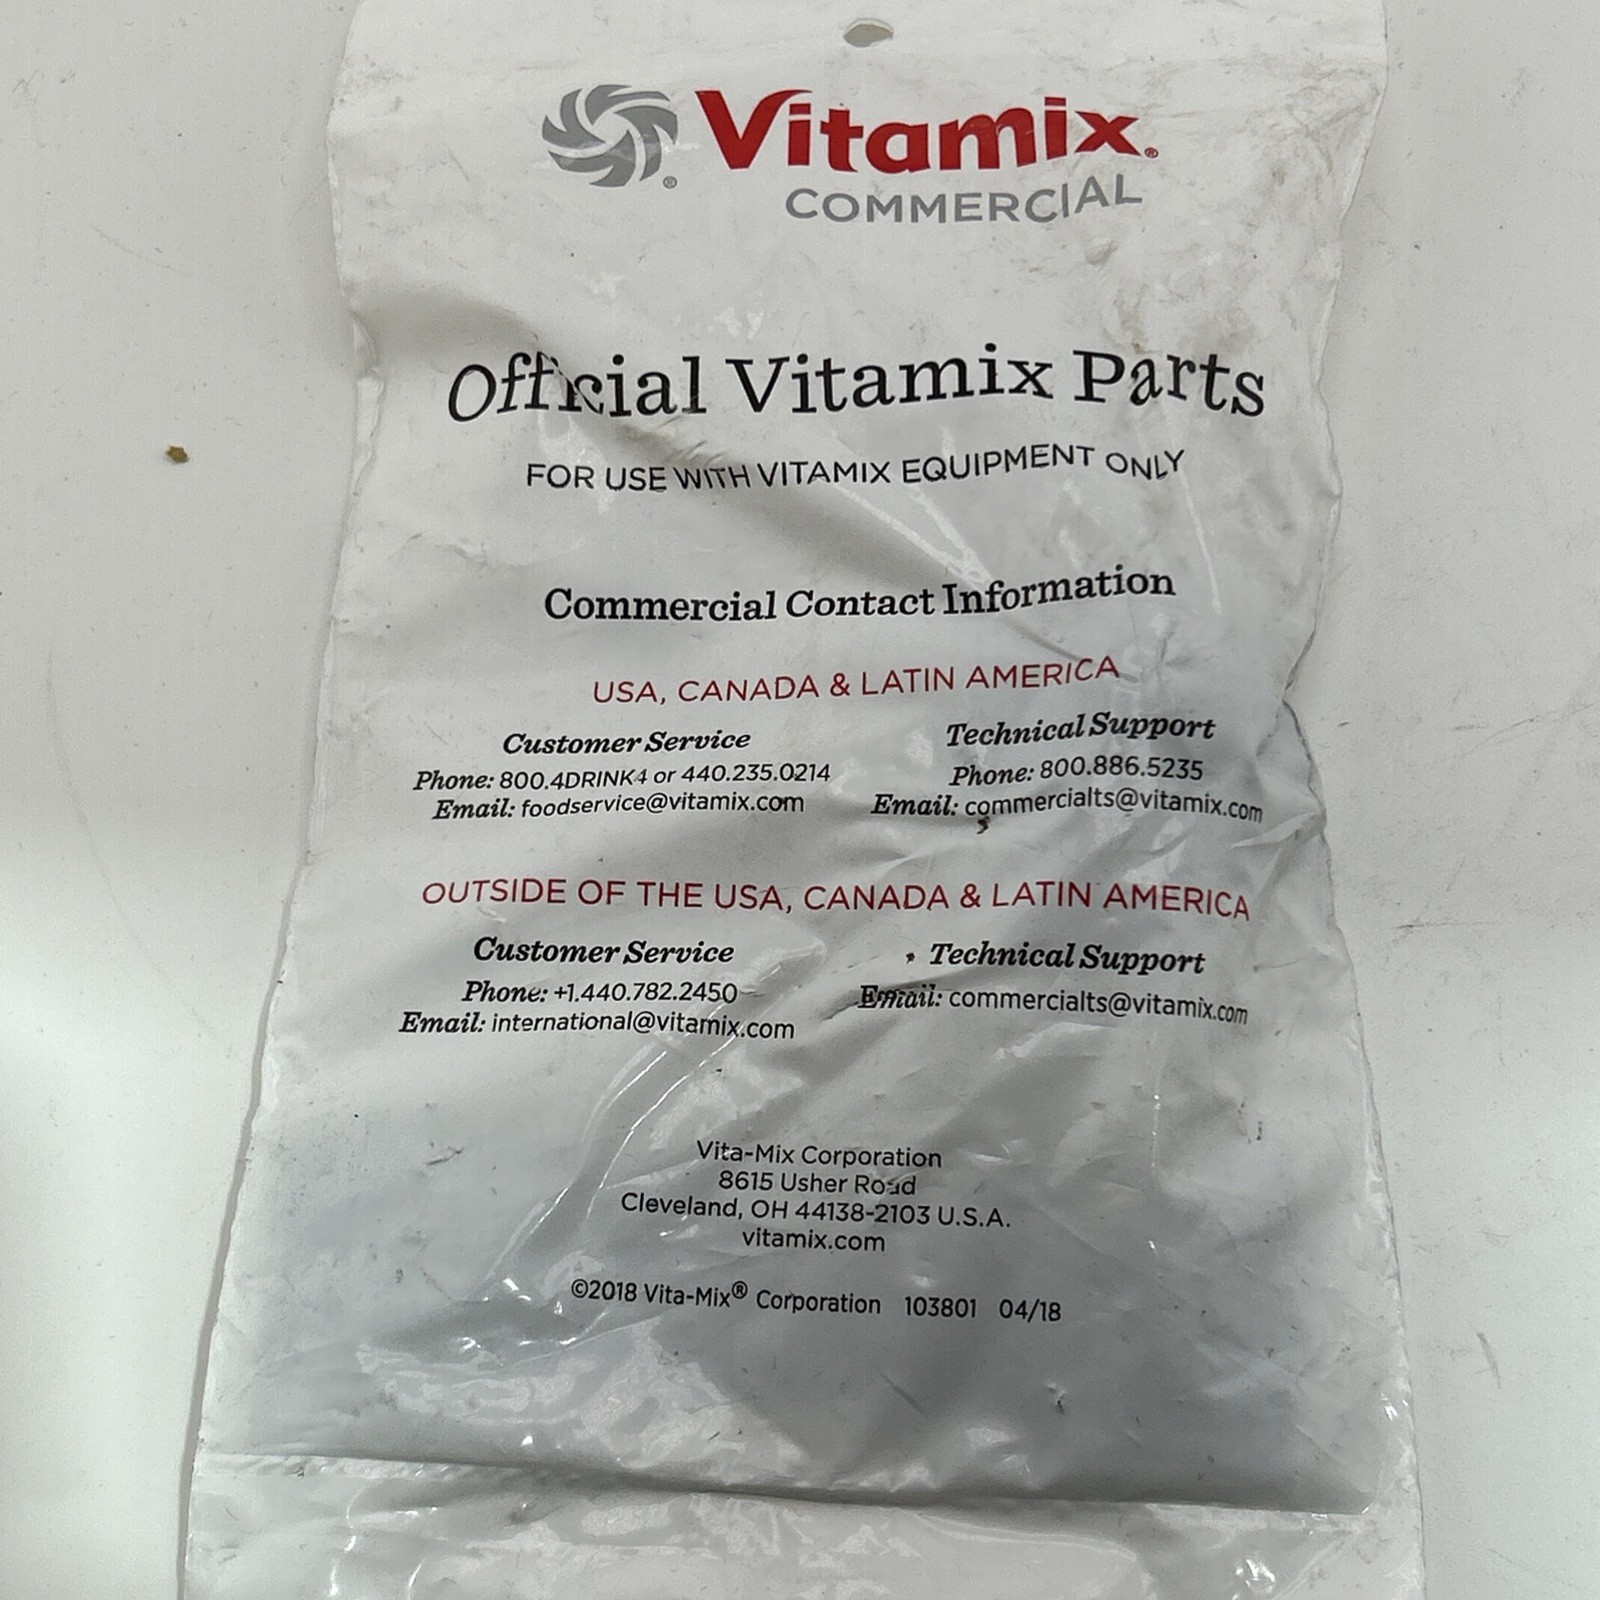 Vitamix®
COMMERCIAL
Official Vitamix Parts
FOR USE WITH VITAMIX EQUIPMENT ONLY
Commercial Contact Information
USA, CANADA & LATIN AMERICA
Customer Service
Phone: 800.4DRINK4 or 440.235.0214
Email: foodservice@vitamix.com
Technical Support
Phone: 800.886.5235
Email: commercialts@vitamix.com
OUTSIDE OF THE USA, CANADA & LATIN AMERICA
Customer Service
Phone: +1.440.782.2450
Email: international@vitamix.com
Technical Support
Email: commercialts@vitamix.com
Vita-Mix Corporation
8615 Usher Road
Cleveland, OH 44138-2103 U.S.A.
vitamix.com
©2018 Vita-Mix® Corporation 103801 04/18